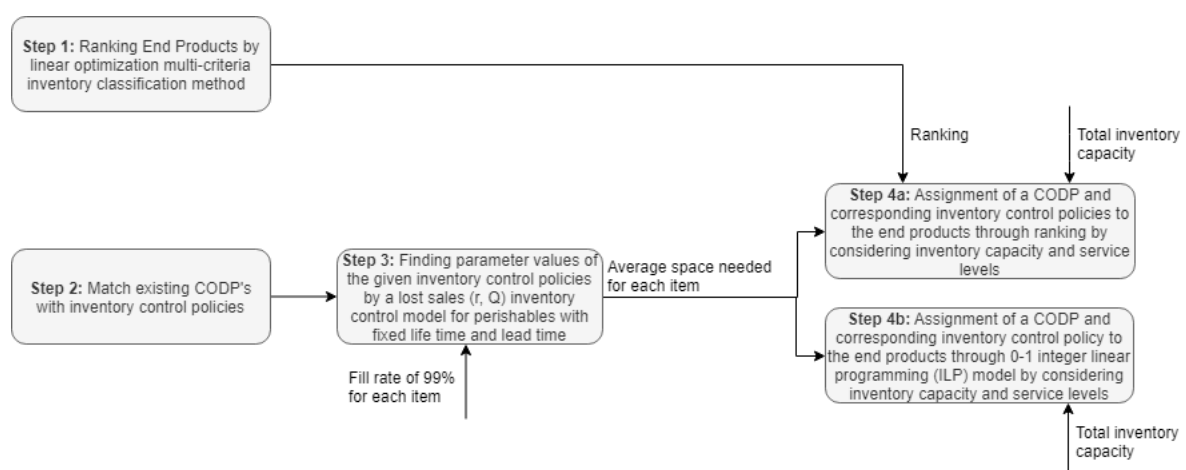 Step 1: Ranking End Products by
linear optimization multi-criteria
inventory classification method
Ranking
Total inventory
capacity
Step 4a: Assignment of a CODP and
corresponding inventory control policies to
the end products through ranking by
considering inventory capacity and service
levels
Step 2: Match existing CODP's
with inventory control policies
Step 3: Finding parameter values of
the given inventory control policies
by a lost sales (r, Q) inventory
control model for perishables with
fixed life time and lead time
Average space needed
for each item
Fill rate of 99%
for each item
Step 4b: Assignment of a CODP and
corresponding inventory control policy to
the end products through 0-1 integer linear
programming (ILP) model by considering
inventory capacity and service levels
Total inventory
capacity